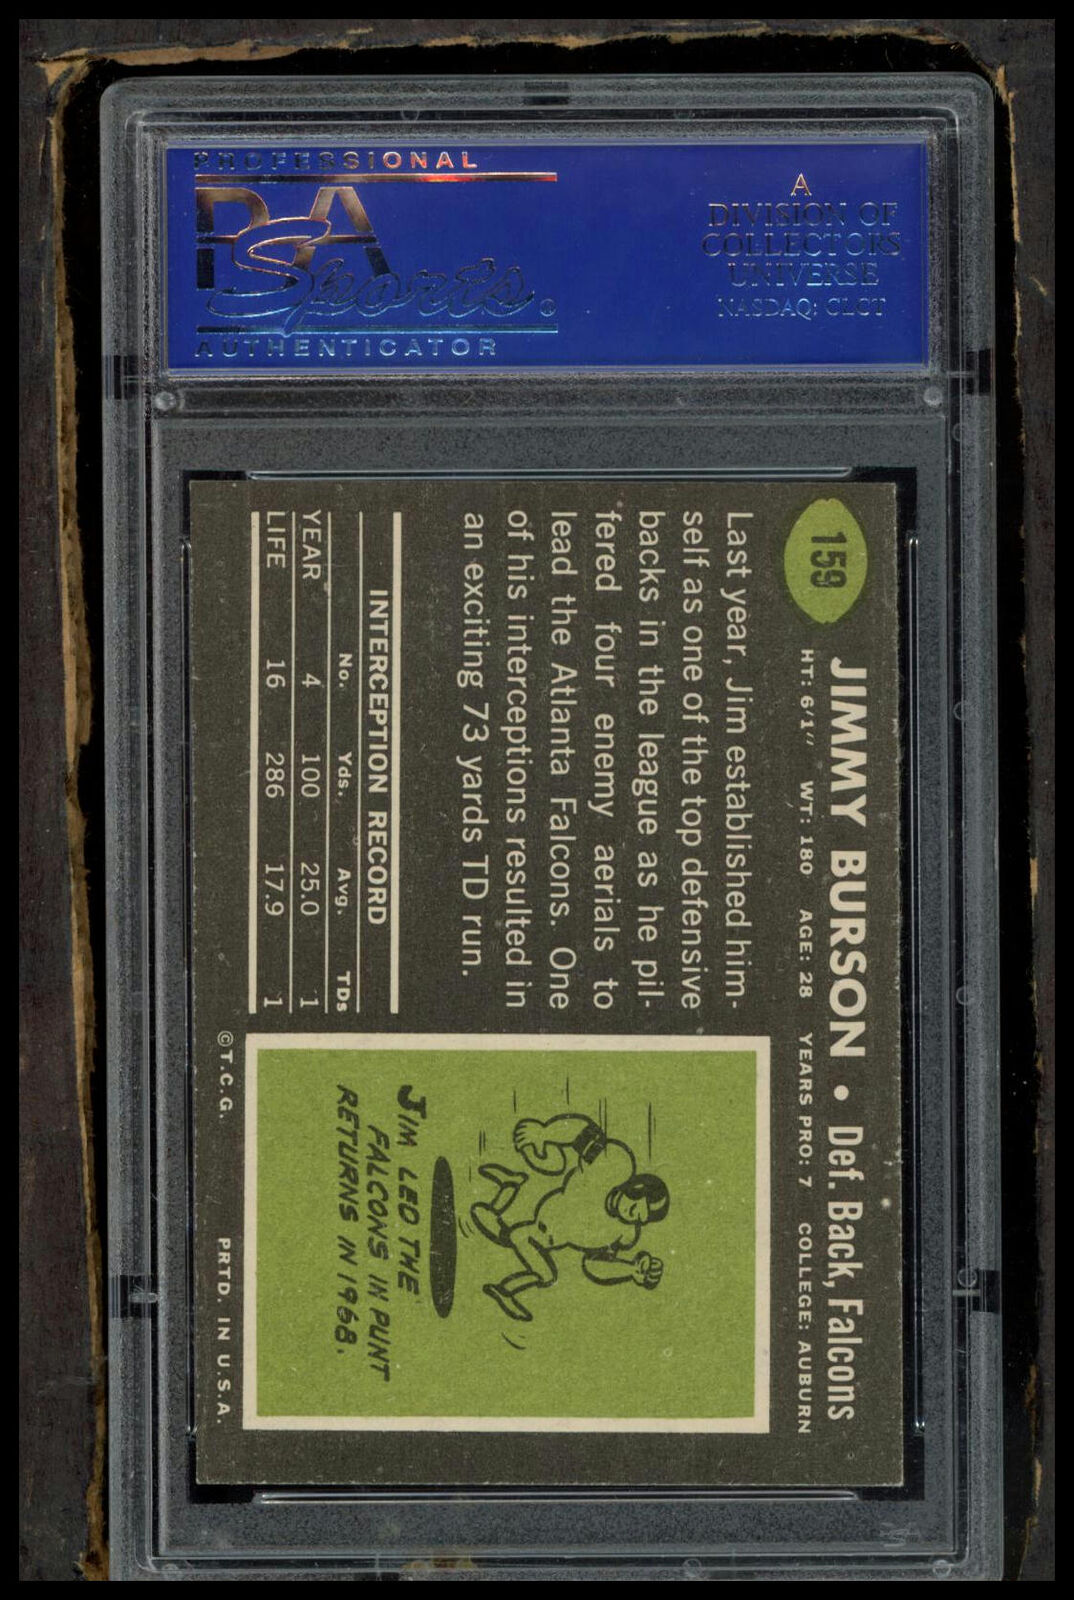 PROFESSIONAL
PSA
Sports®
AUTHENTICATOR
A
DIVISION OF
COLLECTORS
UNIVERSE
NASDAQ: CLCT
159
JIMMY BURSON • Def. Back, Falcons
HT: 6'1" WT: 180 AGE: 28 YEARS PRO: 7 COLLEGE: AUBURN
Last year, Jim established him-
self as one of the top defensive
backs in the league as he pil-
fered four enemy aerials to
lead the Atlanta Falcons. One
of his interceptions resulted in
an exciting 73 yards TD run.
INTERCEPTION RECORD
No. Yds. Avg. TDs
YEAR 4 100 25.0 1
LIFE 16 286 17.9 1
JIM LED THE
FALCONS IN PUNT
RETURNS IN 1968.
©T.C.G. PRTD. IN U.S.A.